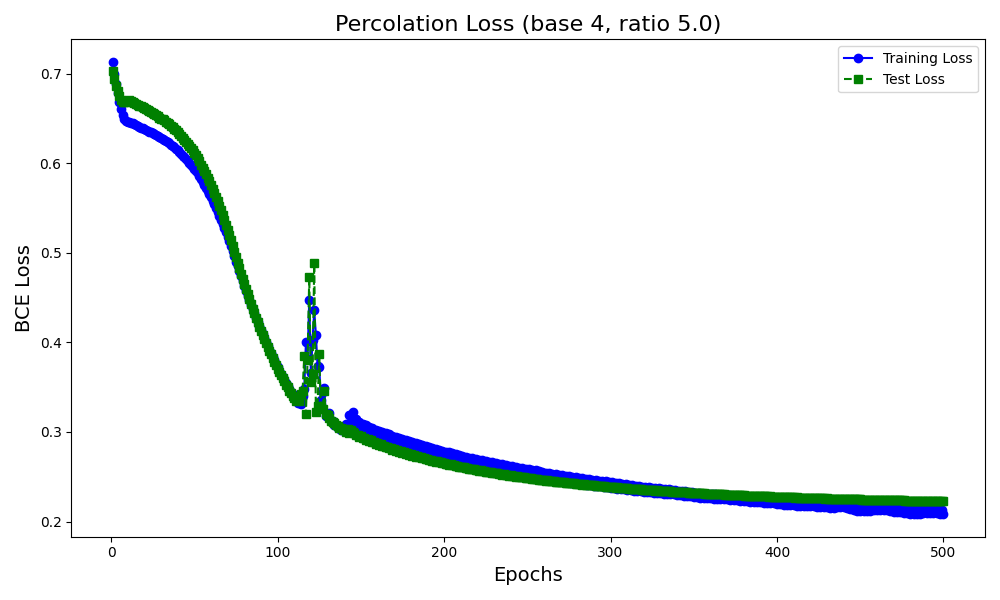 Percolation Loss (base 4, ratio 5.0)
Training Loss
Test Loss
BCE Loss
0.7
0.6
0.5
0.4
0.3
0.2
0 100 200 300 400 500
Epochs